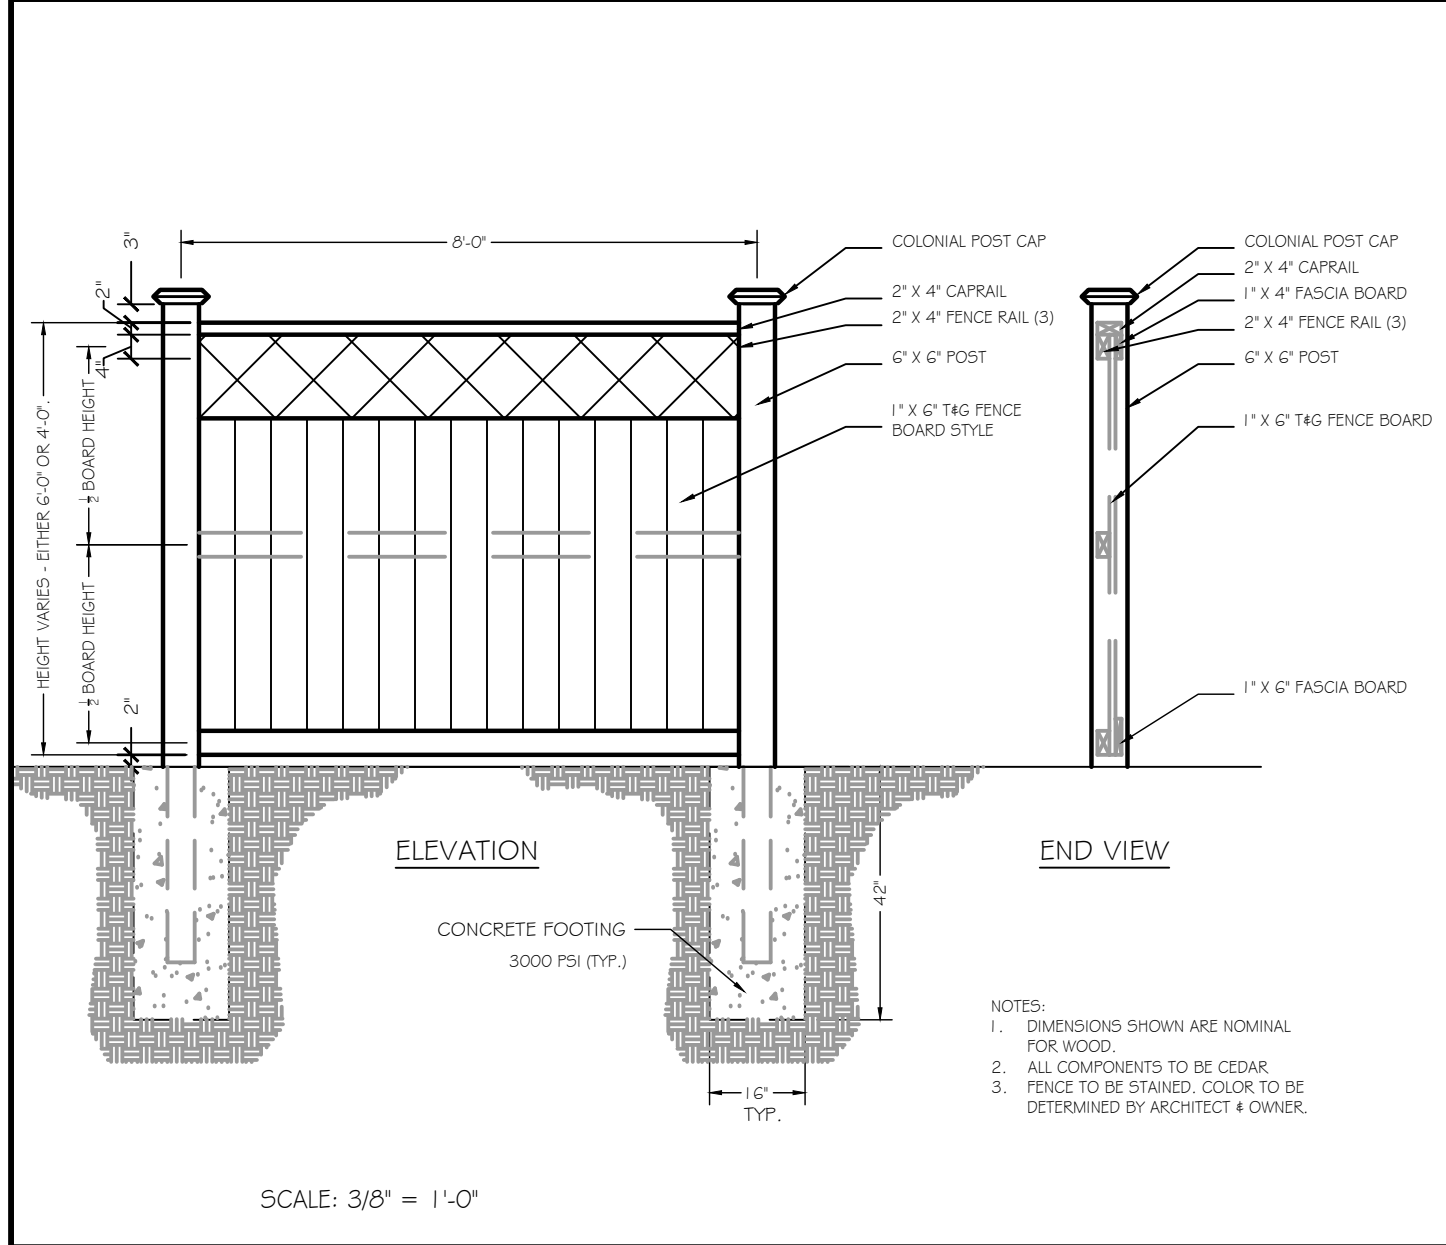 8'-0"
3"
2"
4"
HEIGHT VARIES - EITHER 6'-0" OR 4'-0".
½ BOARD HEIGHT
½ BOARD HEIGHT
2"
COLONIAL POST CAP
2" X 4" CAPRAIL
2" X 4" FENCE RAIL (3)
6" X 6" POST
1" X 6" T&G FENCE
BOARD STYLE
COLONIAL POST CAP
2" X 4" CAPRAIL
1" X 4" FASCIA BOARD
2" X 4" FENCE RAIL (3)
6" X 6" POST
1" X 6" T&G FENCE BOARD
1" X 6" FASCIA BOARD
ELEVATION
END VIEW
42"
CONCRETE FOOTING
3000 PSI (TYP.)
16"
TYP.
NOTES:
1. DIMENSIONS SHOWN ARE NOMINAL
FOR WOOD.
2. ALL COMPONENTS TO BE CEDAR
3. FENCE TO BE STAINED. COLOR TO BE
DETERMINED BY ARCHITECT & OWNER.
SCALE: 3/8" = 1'-0"